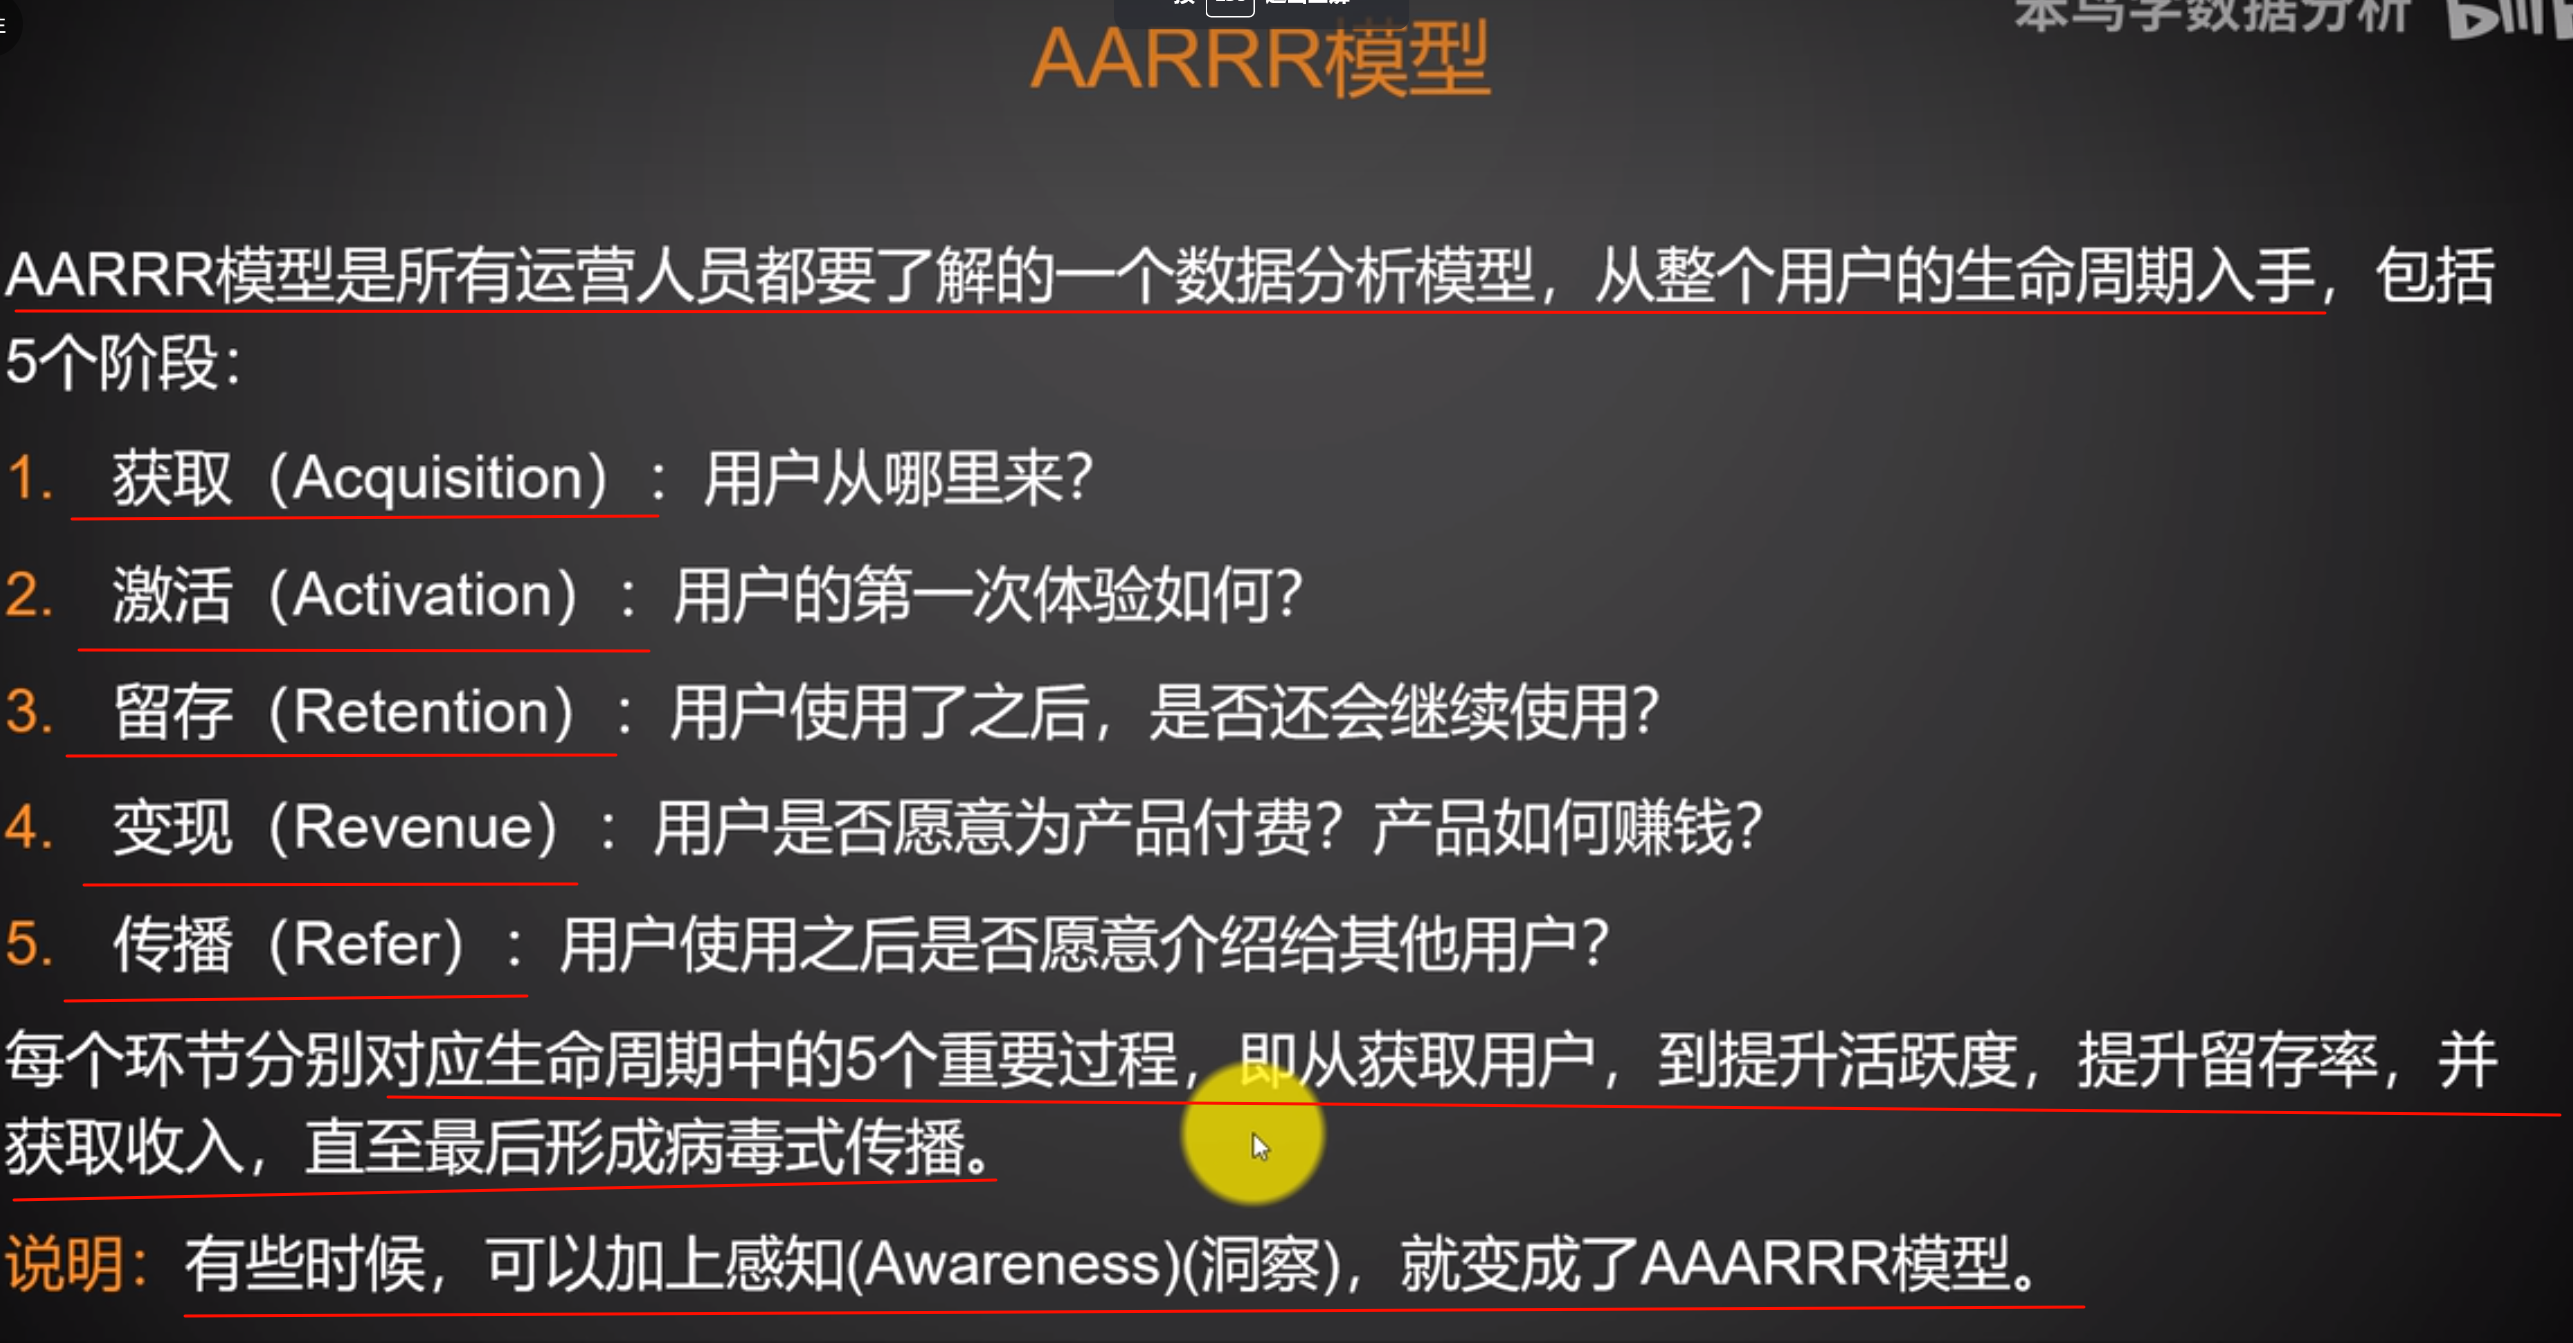 本鸟学数据分析
AARRR模型
AARRR模型是所有运营人员都要了解的一个数据分析模型，从整个用户的生命周期入手，包括
5个阶段：
1. 获取（Acquisition）：用户从哪里来？
2. 激活（Activation）：用户的第一次体验如何？
3. 留存（Retention）：用户使用了之后，是否还会继续使用？
4. 变现（Revenue）：用户是否愿意为产品付费？产品如何赚钱？
5. 传播（Refer）：用户使用之后是否愿意介绍给其他用户？
每个环节分别对应生命周期中的5个重要过程，即从获取用户，到提升活跃度，提升留存率，并
获取收入，直至最后形成病毒式传播。
说明：有些时候，可以加上感知(Awareness)(洞察)，就变成了AAARRR模型。